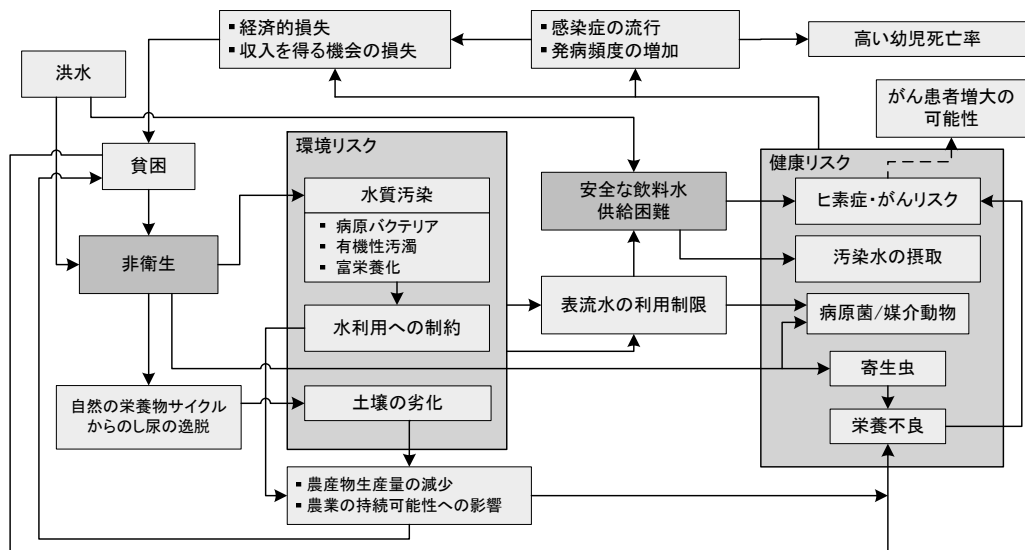 ▪ 経済的損失
▪ 収入を得る機会の損失
▪ 感染症の流行
▪ 発病頻度の増加
高い幼児死亡率
洪水
がん患者増大の
可能性
貧困
環境リスク
健康リスク
水質汚染
▪ 病原バクテリア
▪ 有機性汚濁
▪ 富栄養化
安全な飲料水
供給困難
ヒ素症・がんリスク
非衛生
汚染水の摂取
水利用への制約
表流水の利用制限
病原菌/媒介動物
寄生虫
自然の栄養物サイクル
からのし尿の逸脱
土壌の劣化
栄養不良
▪ 農産物生産量の減少
▪ 農業の持続可能性への影響